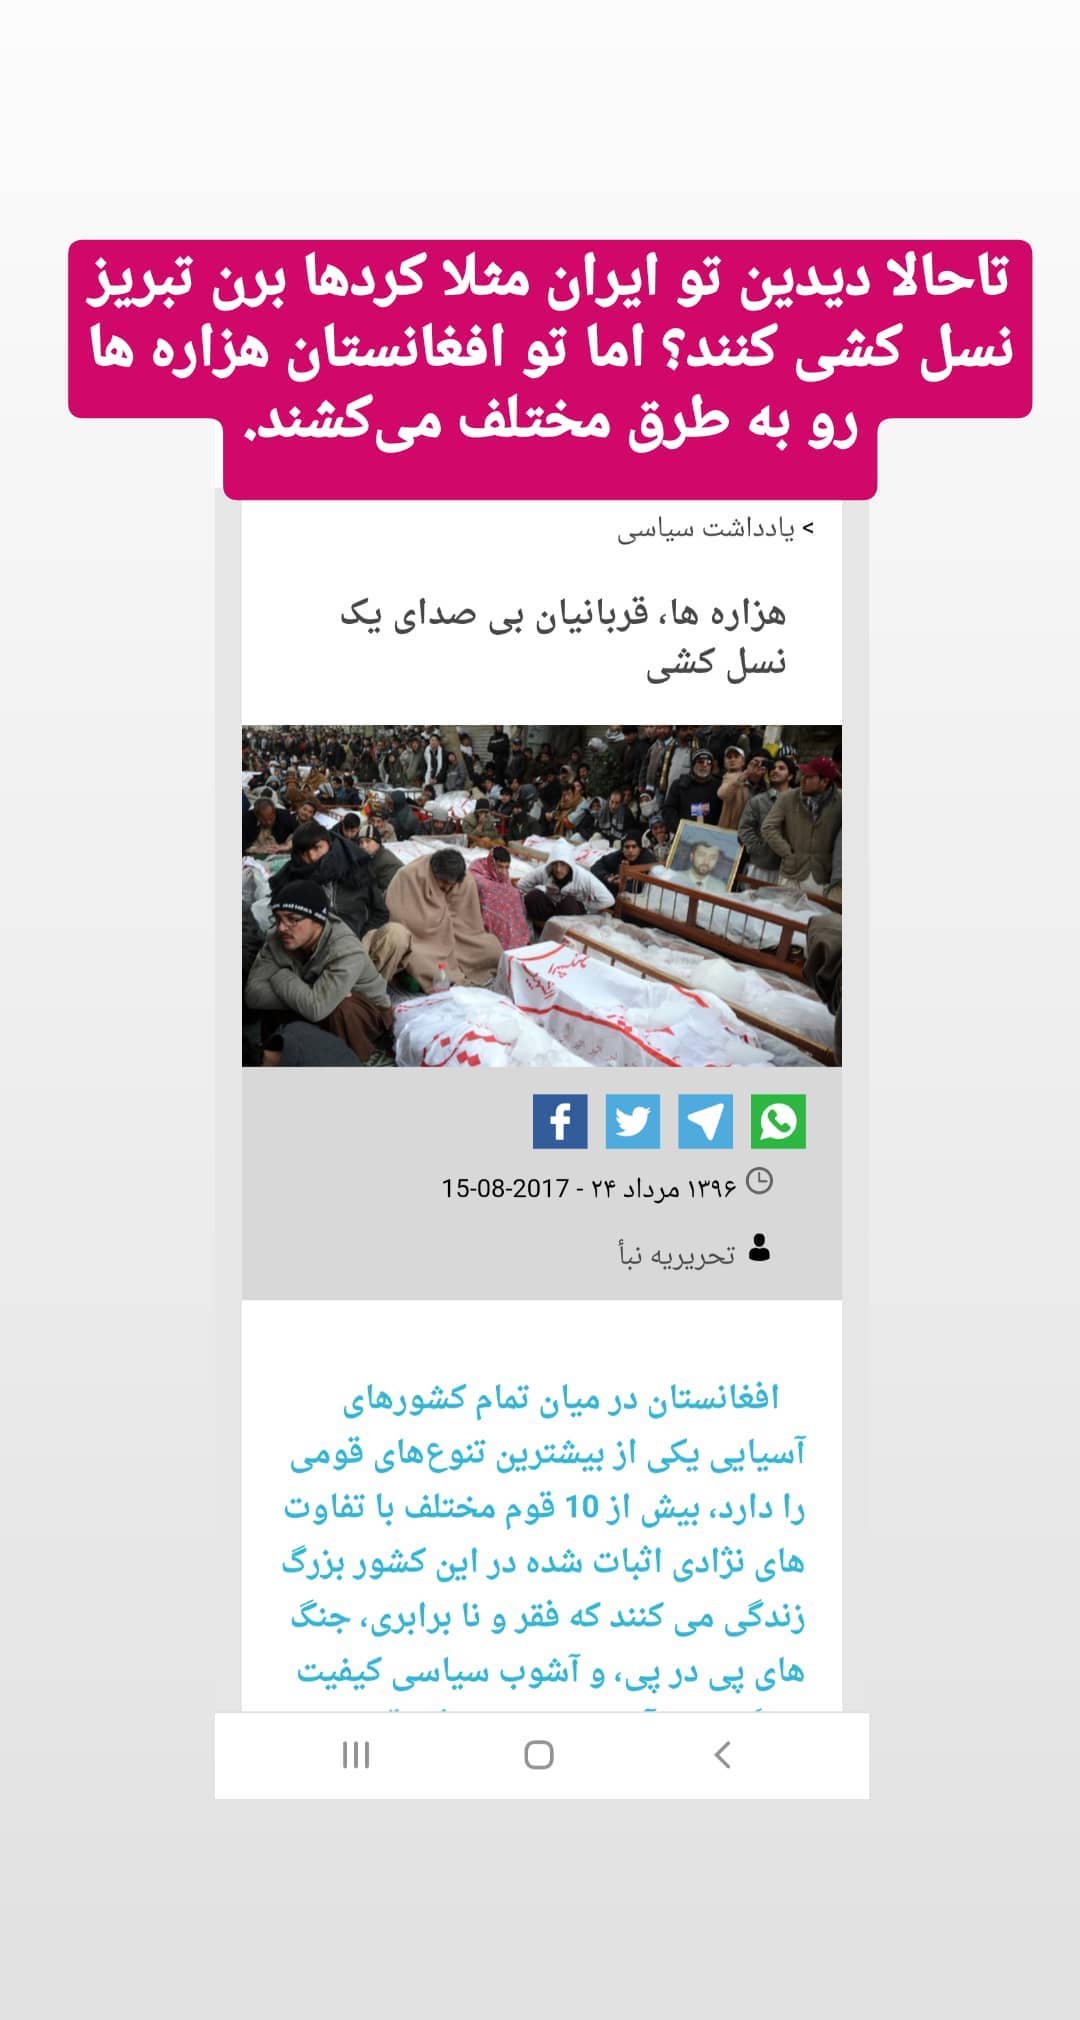 تاحالا دیدین تو ایران مثلا کردها برن تبریز
نسل کشی کنند؟ اما تو افغانستان هزاره ها
رو به طرق مختلف می‌کشند.
> یادداشت سیاسی
هزاره ها، قربانیان بی صدای یک
نسل کشی
۱۳۹۶ مرداد ۲۴ - 15-08-2017
تحریریه نبأ
افغانستان در میان تمام کشورهای
آسیایی یکی از بیشترین تنوع‌های قومی
را دارد، بیش از 10 قوم مختلف با تفاوت
های نژادی اثبات شده در این کشور بزرگ
زندگی می کنند که فقر و نا برابری، جنگ
های پی در پی، و آشوب سیاسی کیفیت